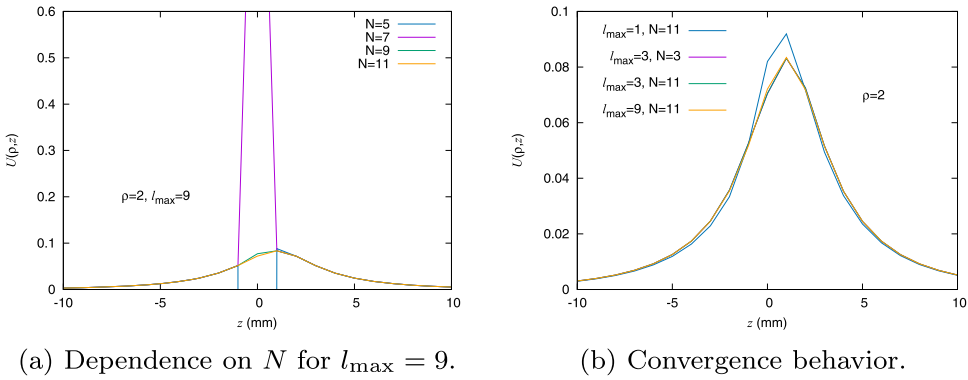 0.6
0.5
0.4
0.3
0.2
0.1
0
U(ρ,z)
N=5
N=7
N=9
N=11
ρ=2, lmax=9
-10
-5
0
5
10
z (mm)
(a) Dependence on N for lmax = 9.
0.1
0.08
0.06
0.04
0.02
0
U(ρ,z)
lmax=1, N=11
lmax=3, N=3
lmax=3, N=11
lmax=9, N=11
ρ=2
-10
-5
0
5
10
z (mm)
(b) Convergence behavior.